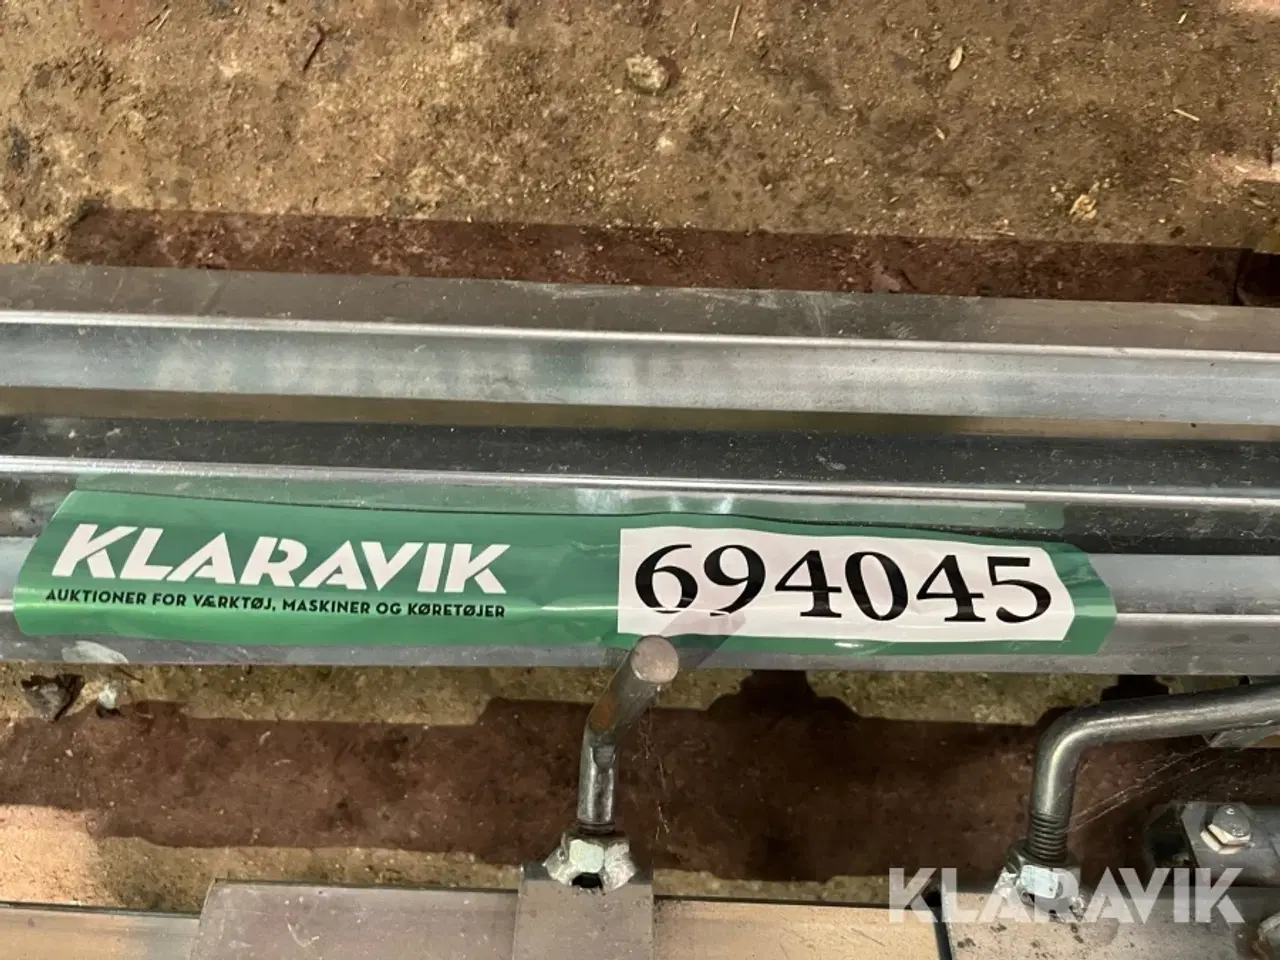 KLARAVIK
AUKTIONER FOR VÆRKTØJ, MASKINER OG KØRETØJER
694045
KLARAVIK